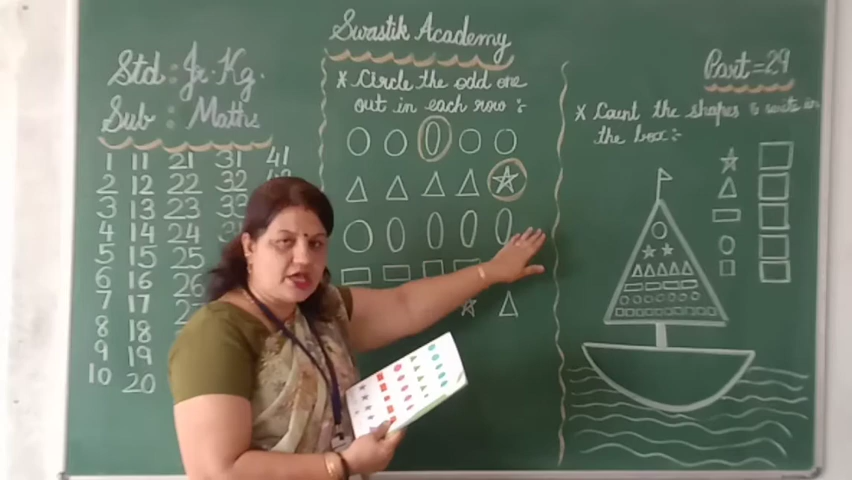 Swastik Academy
Std : Jr. Kg.
Sub : Maths
1 11 21 31 41
2 12 22 32
3 13 23 33
4 14 24
5 15 25
6 16 26
7 17
8 18
9 19
10 20
* Circle the odd one
out in each row :-
Part = 29
* Count the shapes & write in
the box :-